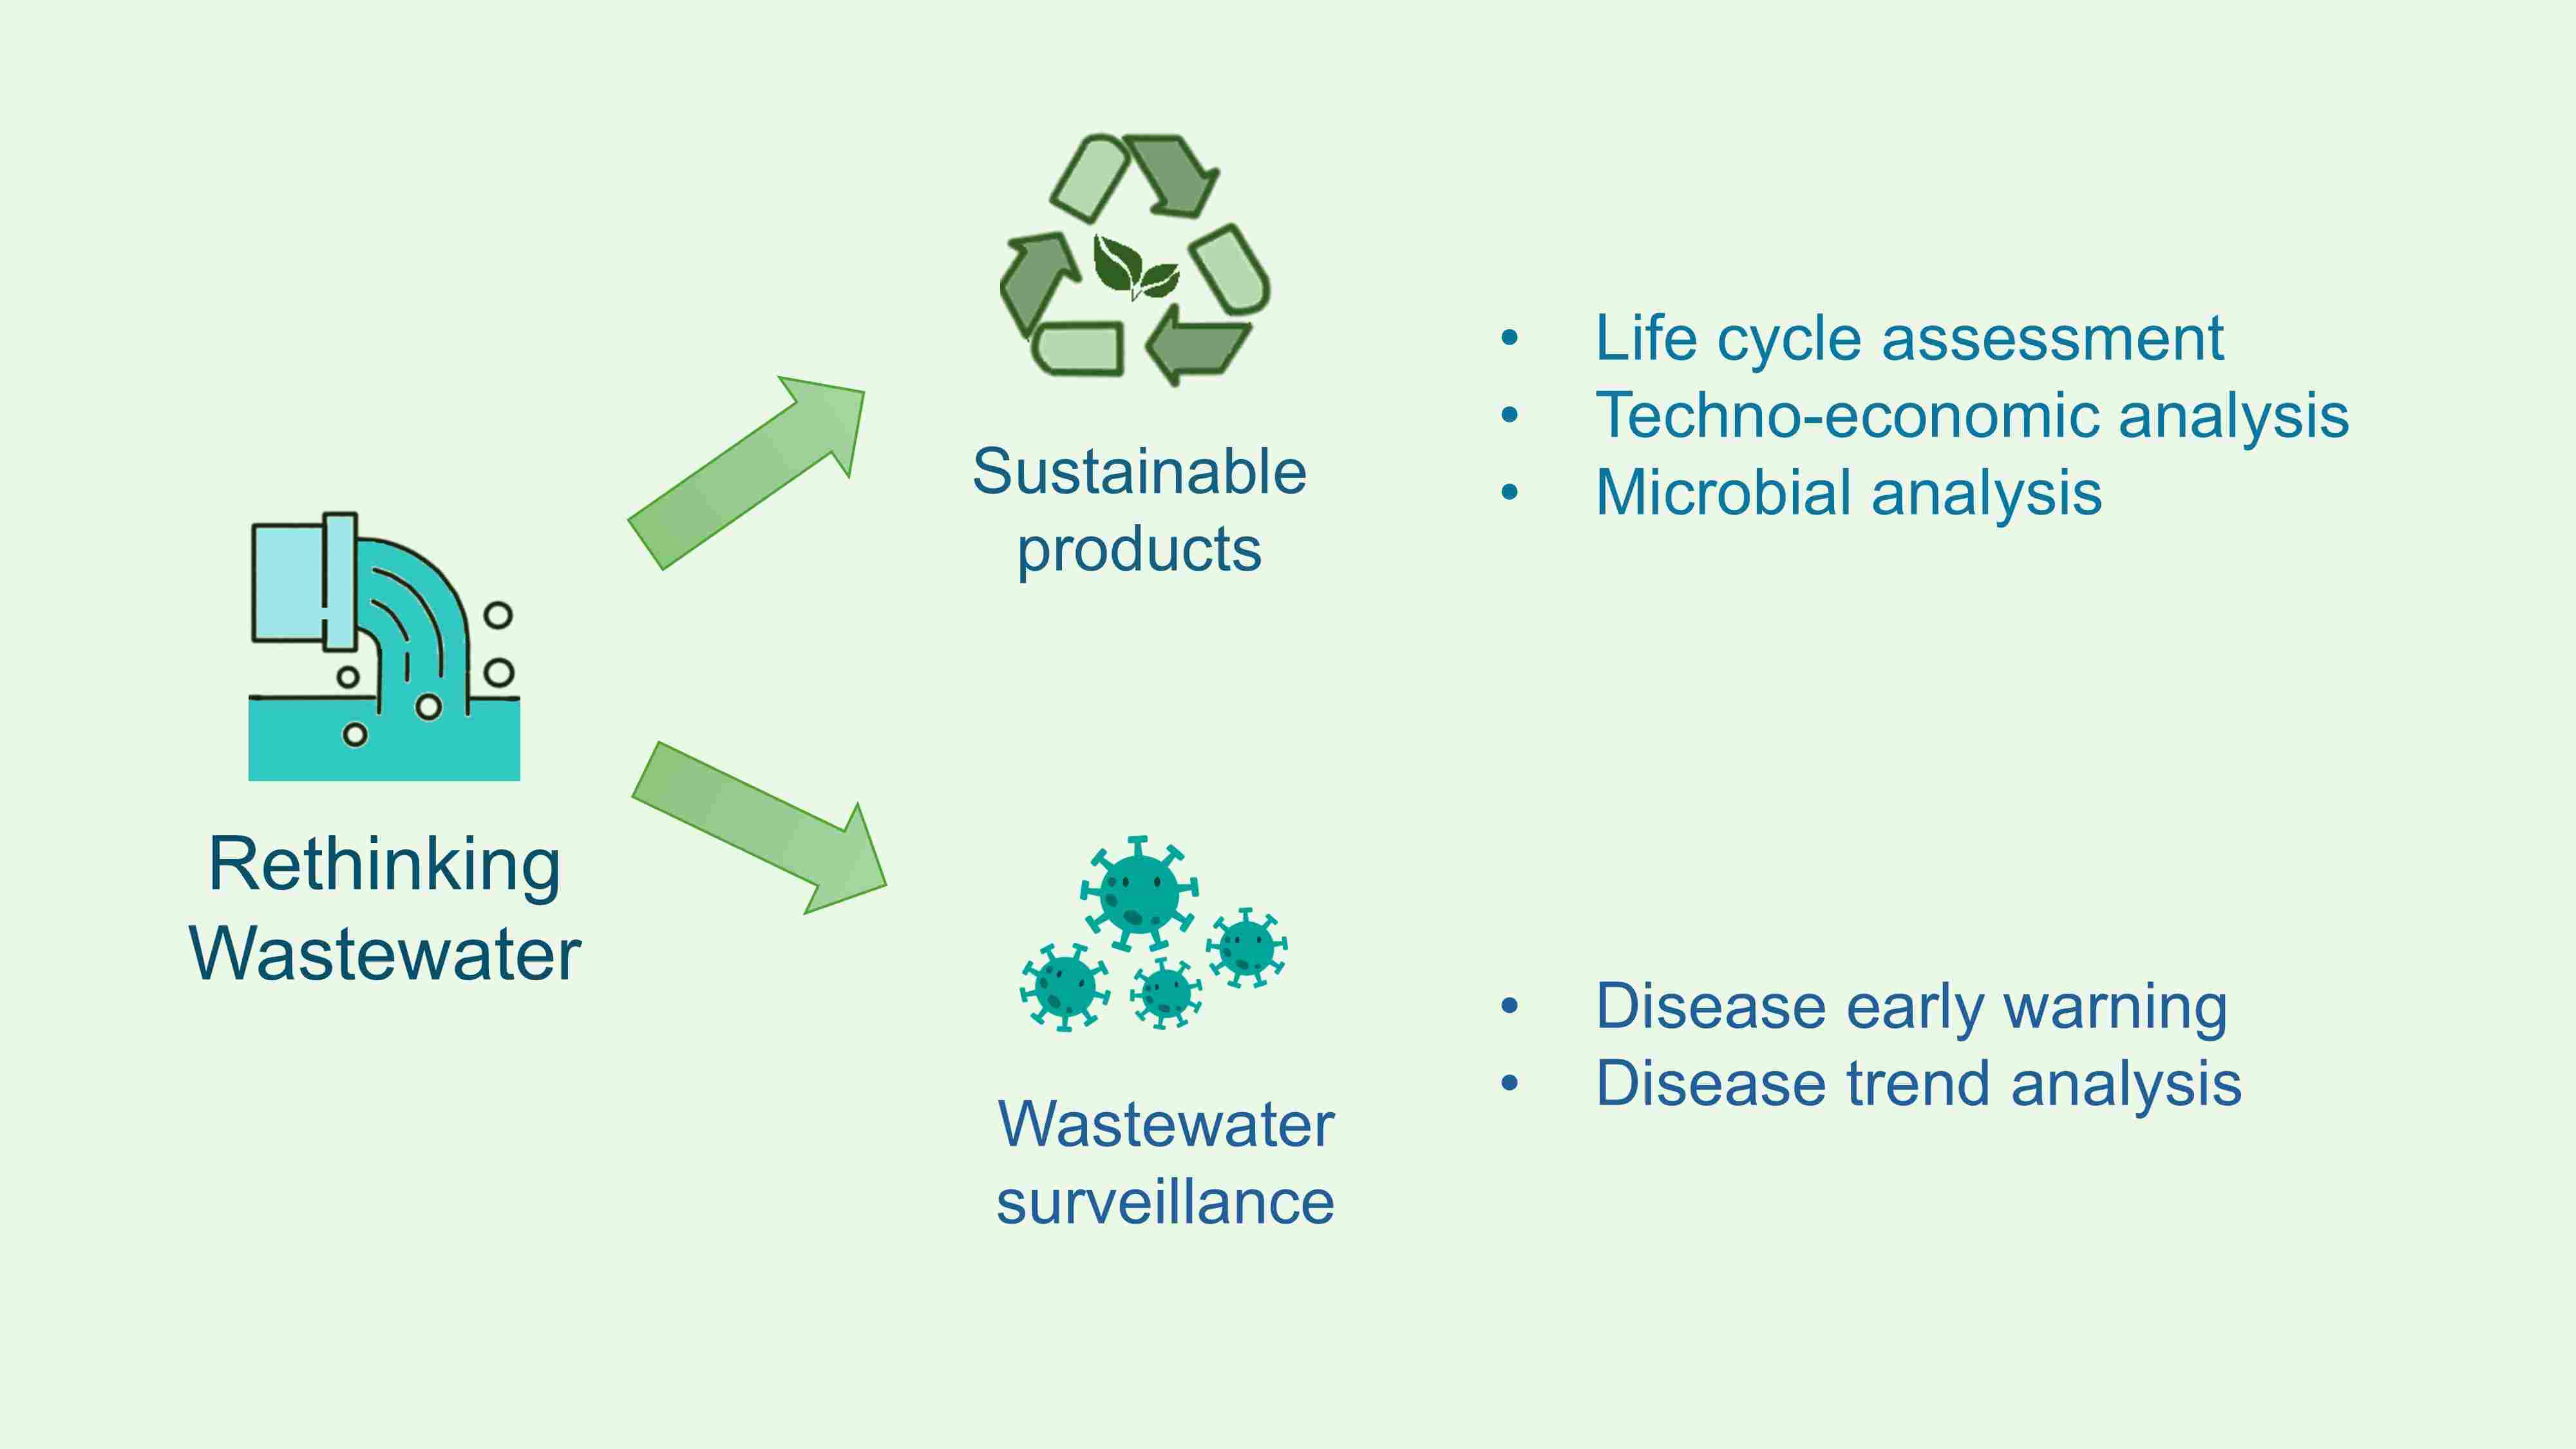 Rethinking
Wastewater
Sustainable
products
• Life cycle assessment
• Techno-economic analysis
• Microbial analysis
Wastewater
surveillance
• Disease early warning
• Disease trend analysis